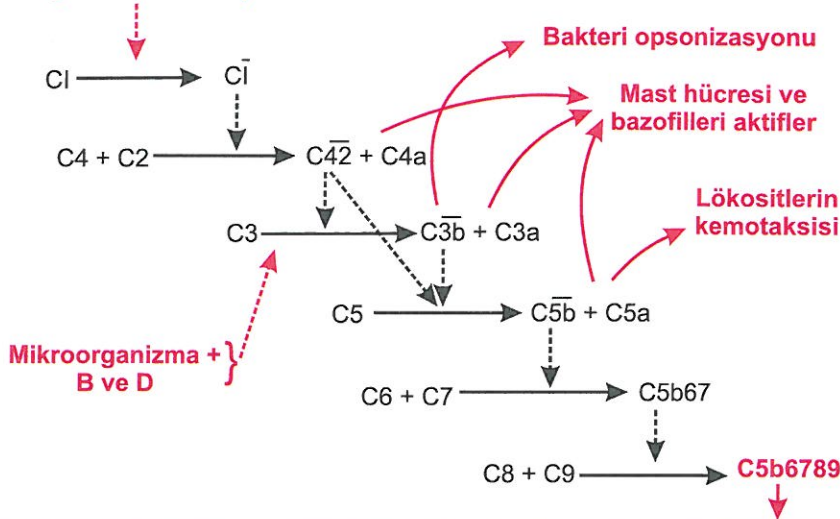 Bakteri opsonizasyonu
Cl Cl̅
Mast hücresi ve
bazofilleri aktifler
C4 + C2 C4̅2̅ + C4a
Lökositlerin
kemotaksisi
C3 C3̅b̅ + C3a
C5 C5̅b̅ + C5a
Mikroorganizma + }
B ve D
C6 + C7 C5b67
C8 + C9 C5b6789